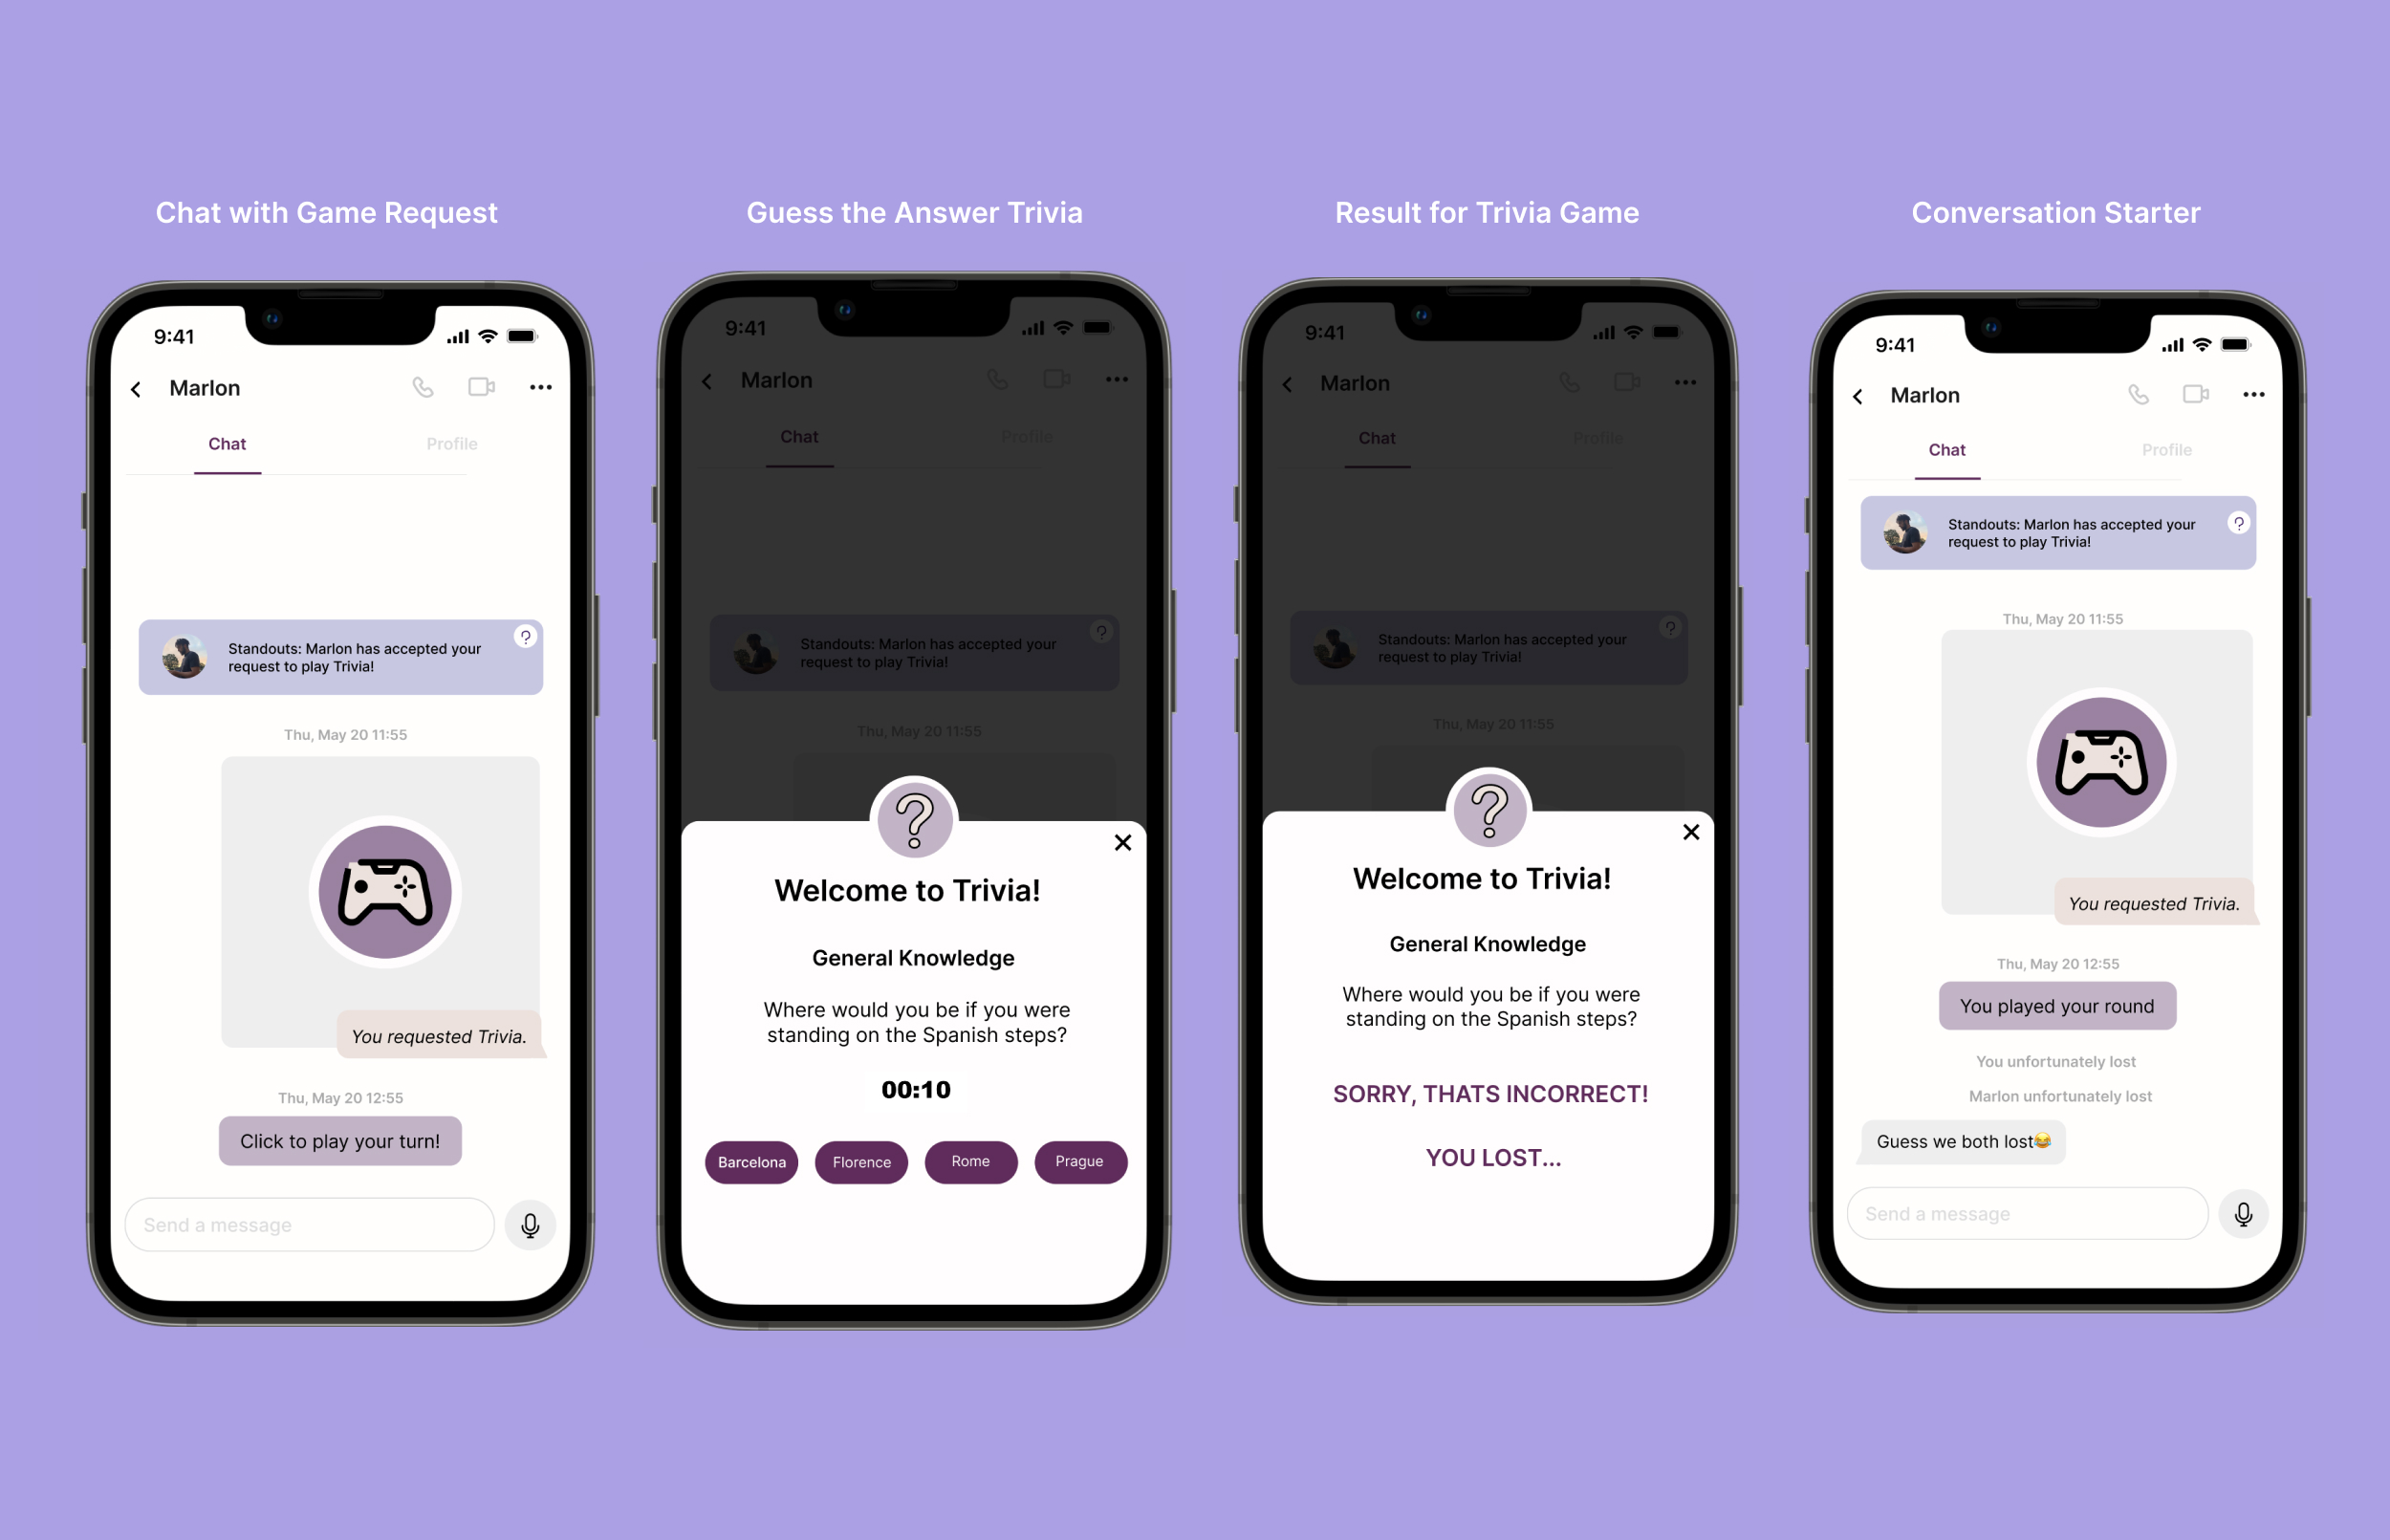 Chat with Game Request
9:41
Marlon
Chat
Profile
Standouts: Marlon has accepted your
request to play Trivia!
?
Thu, May 20 11:55
You requested Trivia.
Thu, May 20 12:55
Click to play your turn!
Send a message
Guess the Answer Trivia
9:41
Marlon
Chat
Profile
Standouts: Marlon has accepted your
request to play Trivia!
?
Thu, May 20 11:55
?
Welcome to Trivia!
General Knowledge
Where would you be if you were
standing on the Spanish steps?
00:10
Barcelona
Florence
Rome
Prague
Result for Trivia Game
9:41
Marlon
Chat
Profile
Standouts: Marlon has accepted your
request to play Trivia!
?
Thu, May 20 11:55
?
Welcome to Trivia!
General Knowledge
Where would you be if you were
standing on the Spanish steps?
SORRY, THATS INCORRECT!
YOU LOST...
Conversation Starter
9:41
Marlon
Chat
Profile
Standouts: Marlon has accepted your
request to play Trivia!
?
Thu, May 20 11:55
You requested Trivia.
Thu, May 20 12:55
You played your round
You unfortunately lost
Marlon unfortunately lost
Guess we both lost😂
Send a message